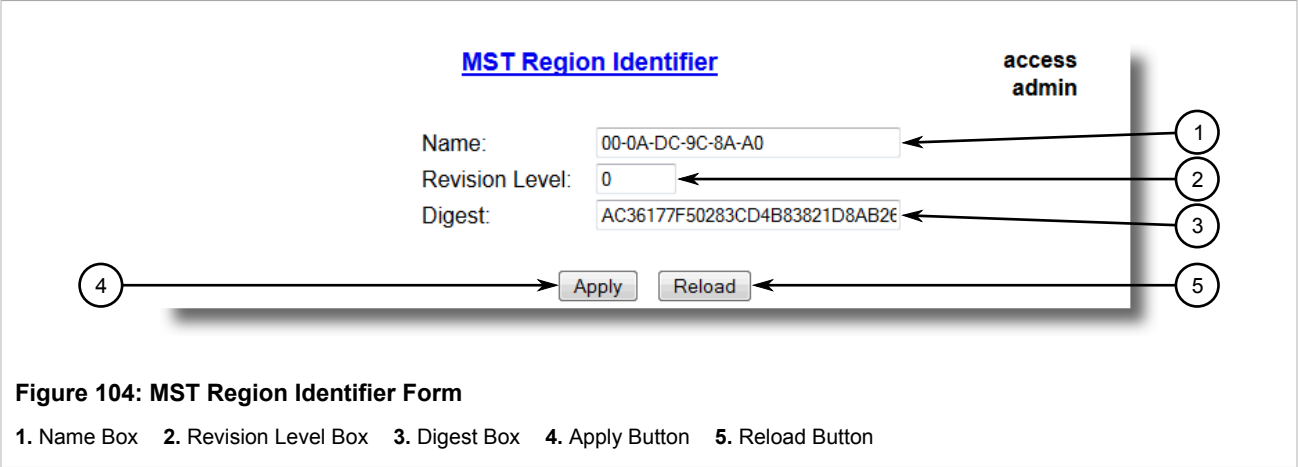 MST Region Identifier
access
admin
Name: 00-0A-DC-9C-8A-A0 1
Revision Level: 0 2
Digest: AC36177F50283CD4B83821D8AB26 3
4 Apply Reload 5
Figure 104: MST Region Identifier Form
1. Name Box 2. Revision Level Box 3. Digest Box 4. Apply Button 5. Reload Button